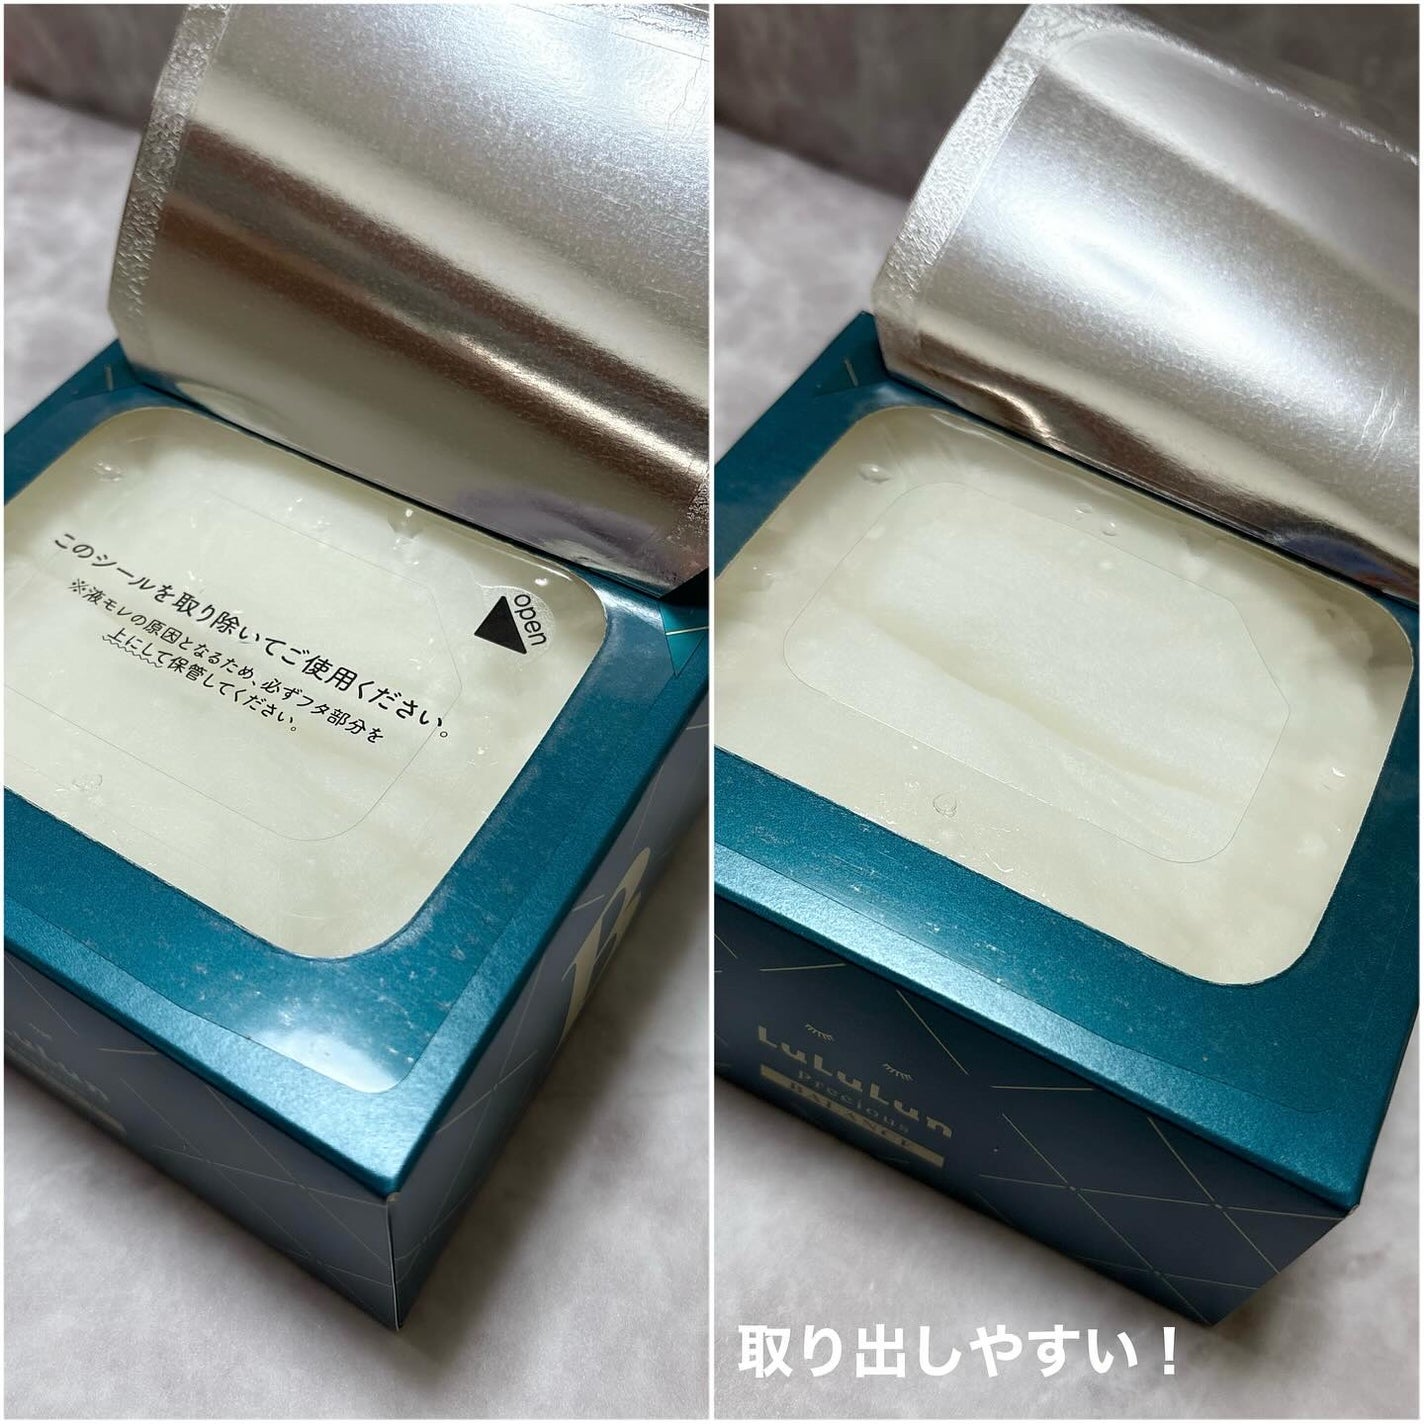 open
このシールを取り除いてご使用ください。
※液モレの原因となるため、必ずフタ部分を
上にして保管してください。
B
LuLuLun
precious
BALANCE
取り出しやすい！